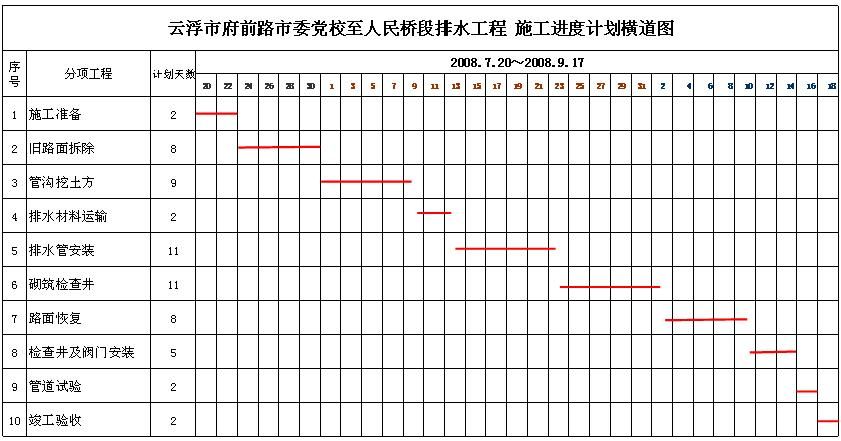 云浮市府前路市委党校至人民桥段排水工程 施工进度计划横道图
序号 分项工程 计划天数 2008.7.20～2008.9.17
20 22 24 26 28 30 1 3 5 7 9 11 13 15 17 19 21 23 25 27 29 31 2 4 6 8 10 12 14 16 18
1 施工准备 2
2 旧路面拆除 8
3 管沟挖土方 9
4 排水材料运输 2
5 排水管安装 11
6 砌筑检查井 11
7 路面恢复 8
8 检查井及阀门安装 5
9 管道试验 2
10 竣工验收 2